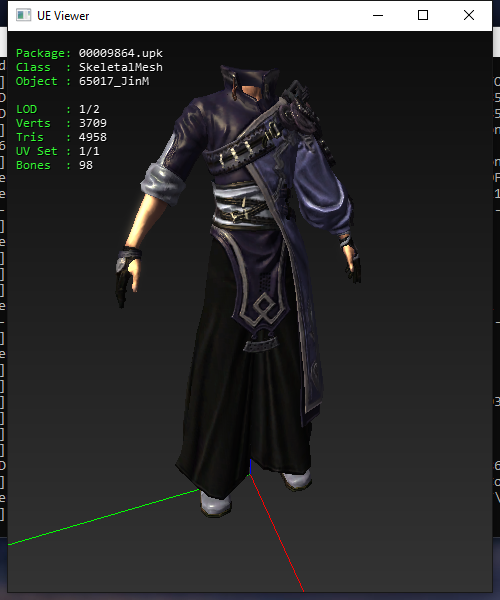 UE Viewer
Package: 00009864.upk
Class : SkeletalMesh
Object : 65017_JinM
LOD : 1/2
Verts : 3709
Tris : 4958
UV Set : 1/1
Bones : 98